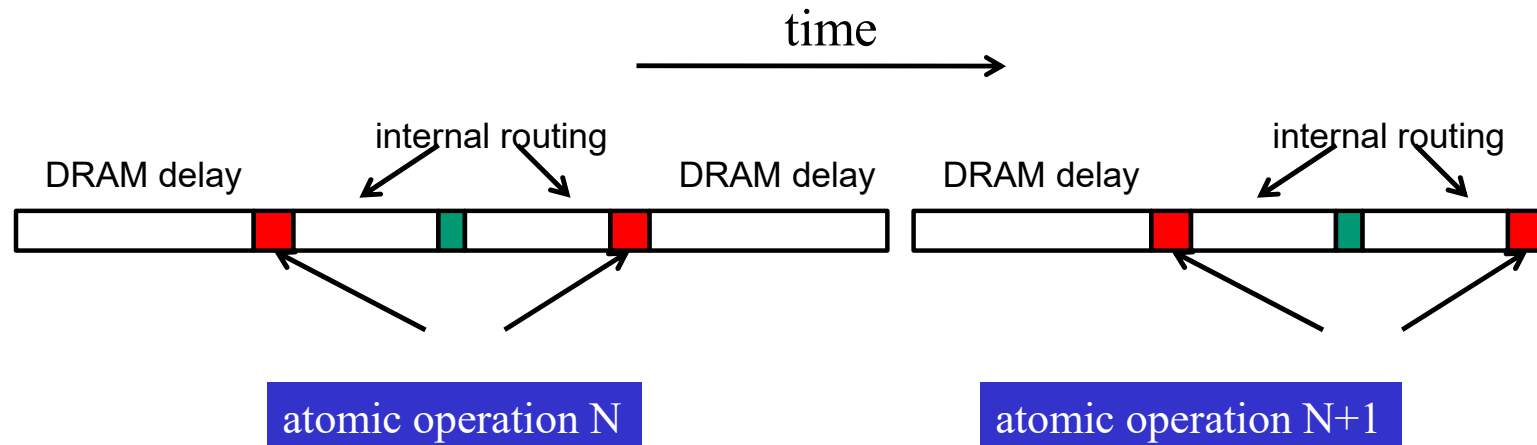 time
internal routing
internal routing
DRAM delay
DRAM delay
DRAM delay
atomic operation N
atomic operation N+1